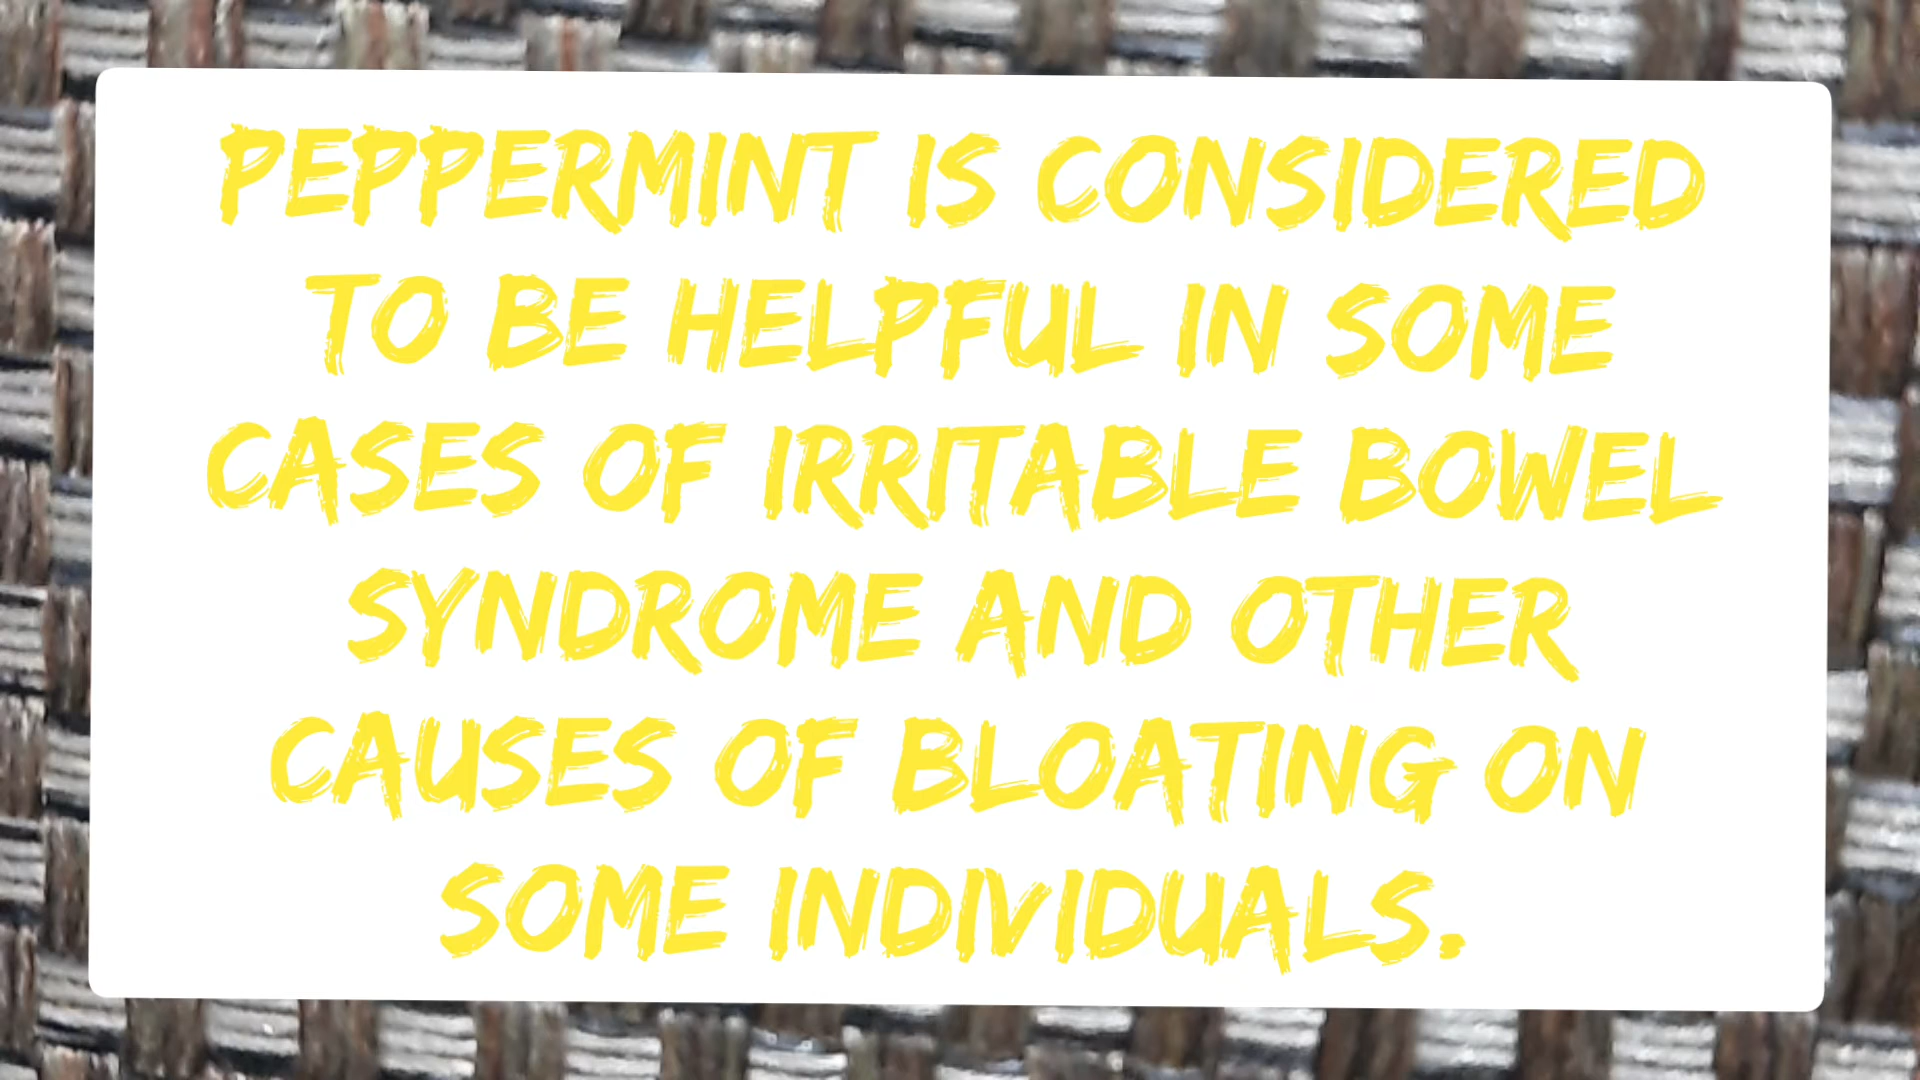 PEPPERMINT IS CONSIDERED
TO BE HELPFUL IN SOME
CASES OF IRRITABLE BOWEL
SYNDROME AND OTHER
CAUSES OF BLOATING ON
SOME INDIVIDUALS.